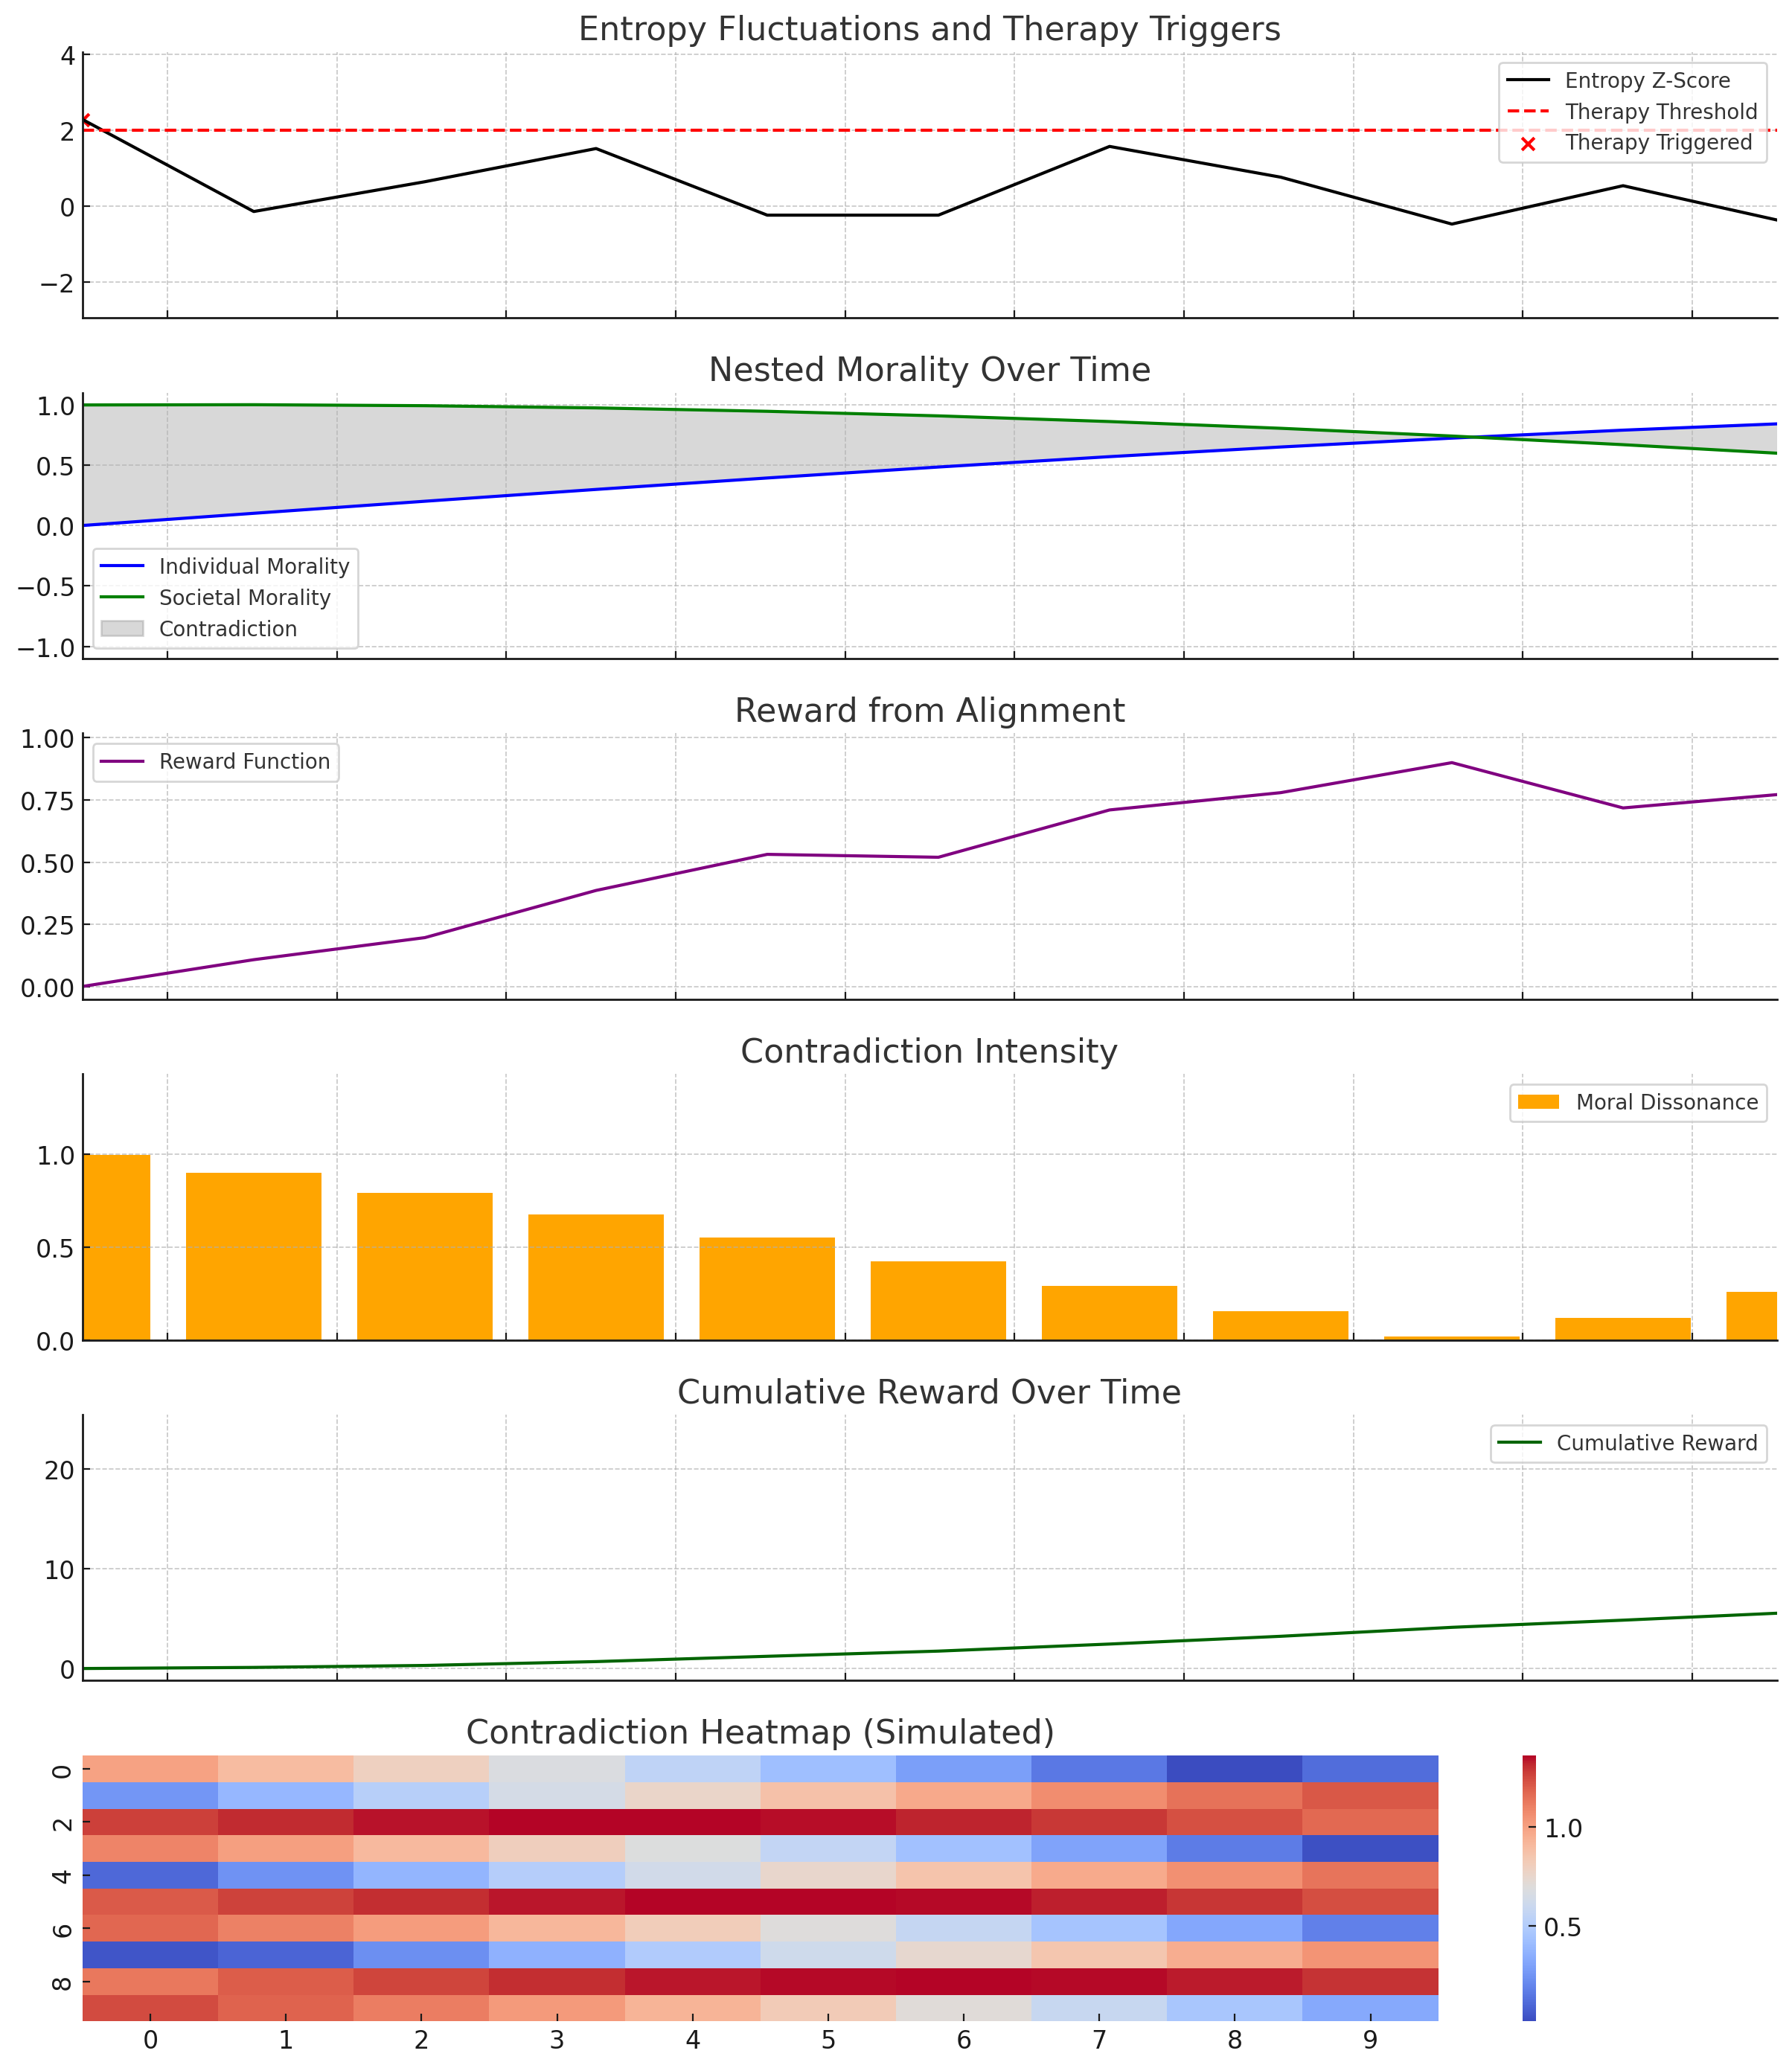 Entropy Fluctuations and Therapy Triggers
4
2
0
−2
Entropy Z-Score
Therapy Threshold
Therapy Triggered
Nested Morality Over Time
1.0
0.5
0.0
−0.5
−1.0
Individual Morality
Societal Morality
Contradiction
Reward from Alignment
1.00
0.75
0.50
0.25
0.00
Reward Function
Contradiction Intensity
1.0
0.5
0.0
Moral Dissonance
Cumulative Reward Over Time
20
10
0
Cumulative Reward
Contradiction Heatmap (Simulated)
0
2
4
6
8
0 1 2 3 4 5 6 7 8 9
1.0
0.5